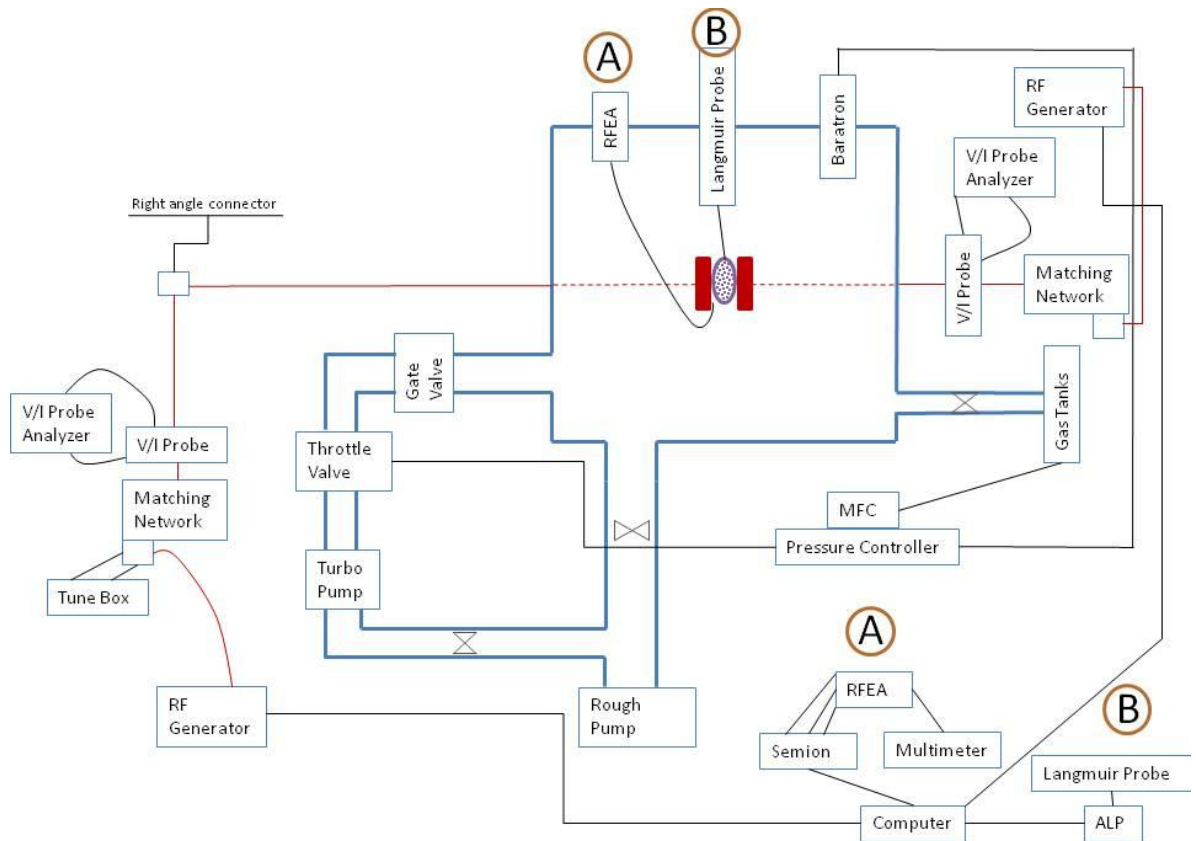 A
B
RFEA
Langmuir Probe
Baratron
RF
Generator
V/I Probe
Analyzer
Right angle connector
V/I Probe
Matching
Network
Gate
Valve
Gas Tanks
V/I Probe
Analyzer
V/I Probe
Throttle
Valve
Matching
Network
MFC
Pressure Controller
Turbo
Pump
Tune Box
A
RFEA
B
RF
Generator
Rough
Pump
Semion
Multimeter
Langmuir Probe
Computer
ALP